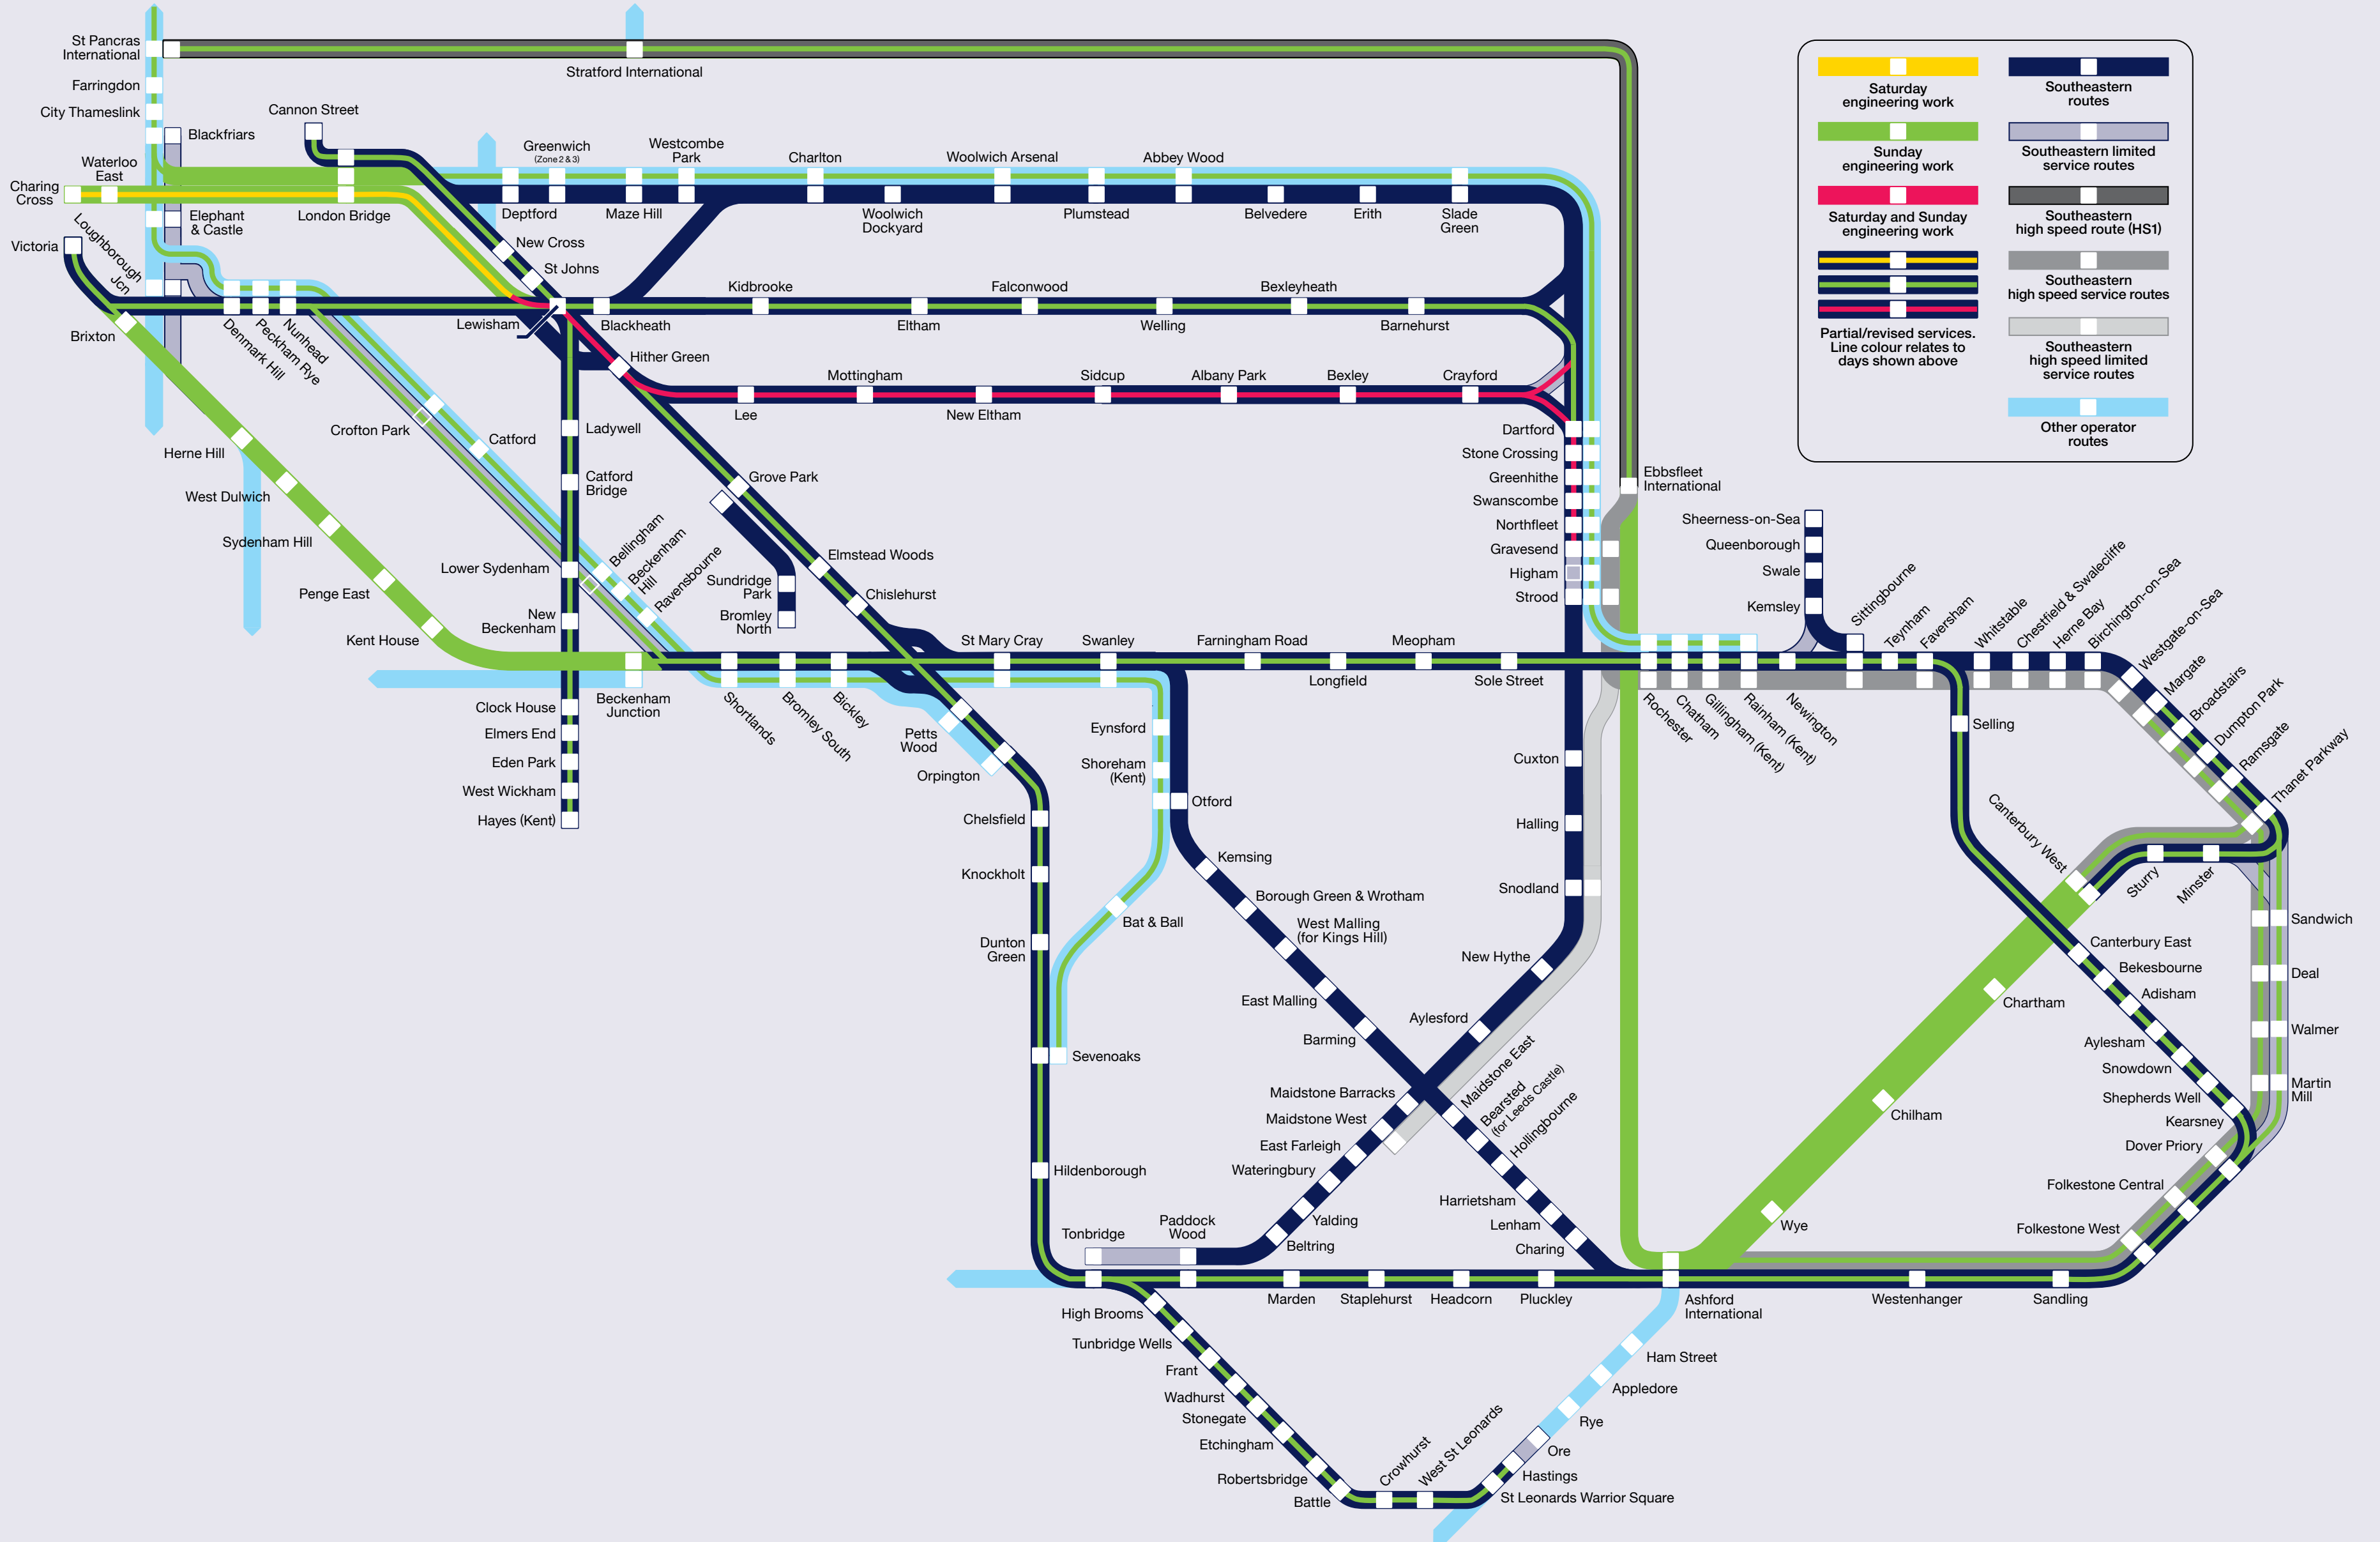 St Pancras
International
Stratford International
Farringdon
City Thameslink
Blackfriars
Cannon Street
Waterloo
East
Charing
Cross
London Bridge
Elephant
& Castle
Victoria
Loughborough
Jcn
Brixton
Denmark Hill
Peckham Rye
Nunhead
Greenwich
(Zone 2 & 3)
Westcombe
Park
Charlton
Woolwich Arsenal
Abbey Wood
Deptford
Maze Hill
Woolwich
Dockyard
Plumstead
Belvedere
Erith
Slade
Green
New Cross
St Johns
Lewisham
Blackheath
Kidbrooke
Eltham
Falconwood
Welling
Bexleyheath
Barnehurst
Hither Green
Lee
Mottingham
New Eltham
Sidcup
Albany Park
Bexley
Crayford
Herne Hill
West Dulwich
Sydenham Hill
Penge East
Kent House
Crofton Park
Catford
Bellingham
Beckenham
Hill
Ravensbourne
Ladywell
Catford
Bridge
Lower Sydenham
New
Beckenham
Clock House
Elmers End
Eden Park
West Wickham
Hayes (Kent)
Beckenham
Junction
Grove Park
Sundridge
Park
Bromley
North
Elmstead Woods
Chislehurst
Shortlands
Bromley South
Bickley
St Mary Cray
Swanley
Farningham Road
Longfield
Meopham
Sole Street
Petts
Wood
Orpington
Chelsfield
Knockholt
Dunton
Green
Sevenoaks
Hildenborough
Eynsford
Shoreham
(Kent)
Otford
Bat & Ball
Kemsing
Borough Green & Wrotham
West Malling
(for Kings Hill)
East Malling
Barming
Maidstone East
Bearsted
(for Leeds Castle)
Hollingbourne
Harrietsham
Lenham
Charing
Dartford
Stone Crossing
Greenhithe
Swanscombe
Northfleet
Gravesend
Higham
Strood
Ebbsfleet
International
Cuxton
Halling
Snodland
New Hythe
Aylesford
Maidstone Barracks
Maidstone West
East Farleigh
Wateringbury
Yalding
Beltring
Paddock
Wood
Tonbridge
Sheerness-on-Sea
Queenborough
Swale
Kemsley
Sittingbourne
Teynham
Faversham
Whitstable
Chestfield & Swalecliffe
Herne Bay
Birchington-on-Sea
Westgate-on-Sea
Margate
Broadstairs
Dumpton Park
Ramsgate
Thanet Parkway
Rochester
Chatham
Gillingham (Kent)
Rainham (Kent)
Newington
Selling
Canterbury West
Sturry
Minster
Sandwich
Deal
Walmer
Martin
Mill
Canterbury East
Bekesbourne
Adisham
Aylesham
Snowdown
Shepherds Well
Kearsney
Dover Priory
Folkestone Central
Folkestone West
Chartham
Chilham
Wye
Marden
Staplehurst
Headcorn
Pluckley
Ashford
International
Westenhanger
Sandling
High Brooms
Tunbridge Wells
Frant
Wadhurst
Stonegate
Etchingham
Robertsbridge
Battle
Crowhurst
West St Leonards
St Leonards Warrior Square
Hastings
Ore
Rye
Appledore
Ham Street
Saturday
engineering work
Sunday
engineering work
Saturday and Sunday
engineering work
Partial/revised services.
Line colour relates to
days shown above
Southeastern
routes
Southeastern limited
service routes
Southeastern
high speed route (HS1)
Southeastern
high speed service routes
Southeastern
high speed limited
service routes
Other operator
routes